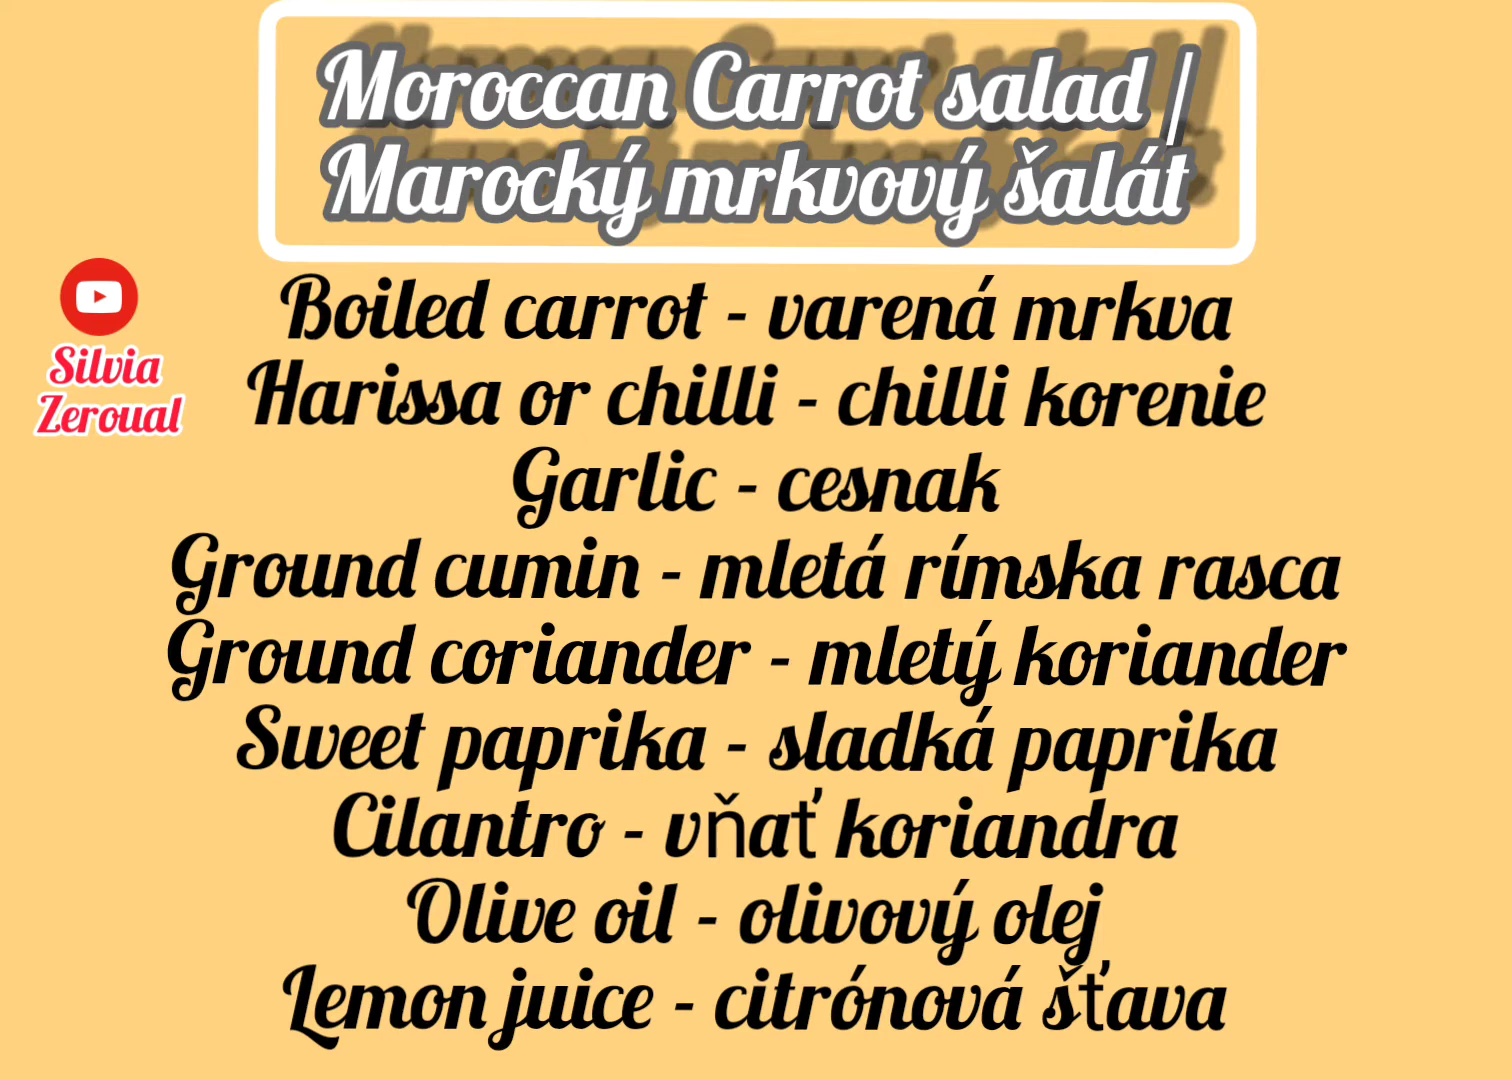 Moroccan Carrot salad /
Marocký mrkvový šalát
Silvia
Zeroual
Boiled carrot - varená mrkva
Harissa or chilli - chilli korenie
Garlic - cesnak
Ground cumin - mletá rímska rasca
Ground coriander - mletý koriander
Sweet paprika - sladká paprika
Cilantro - vňať koriandra
Olive oil - olivový olej
Lemon juice - citrónová šťava